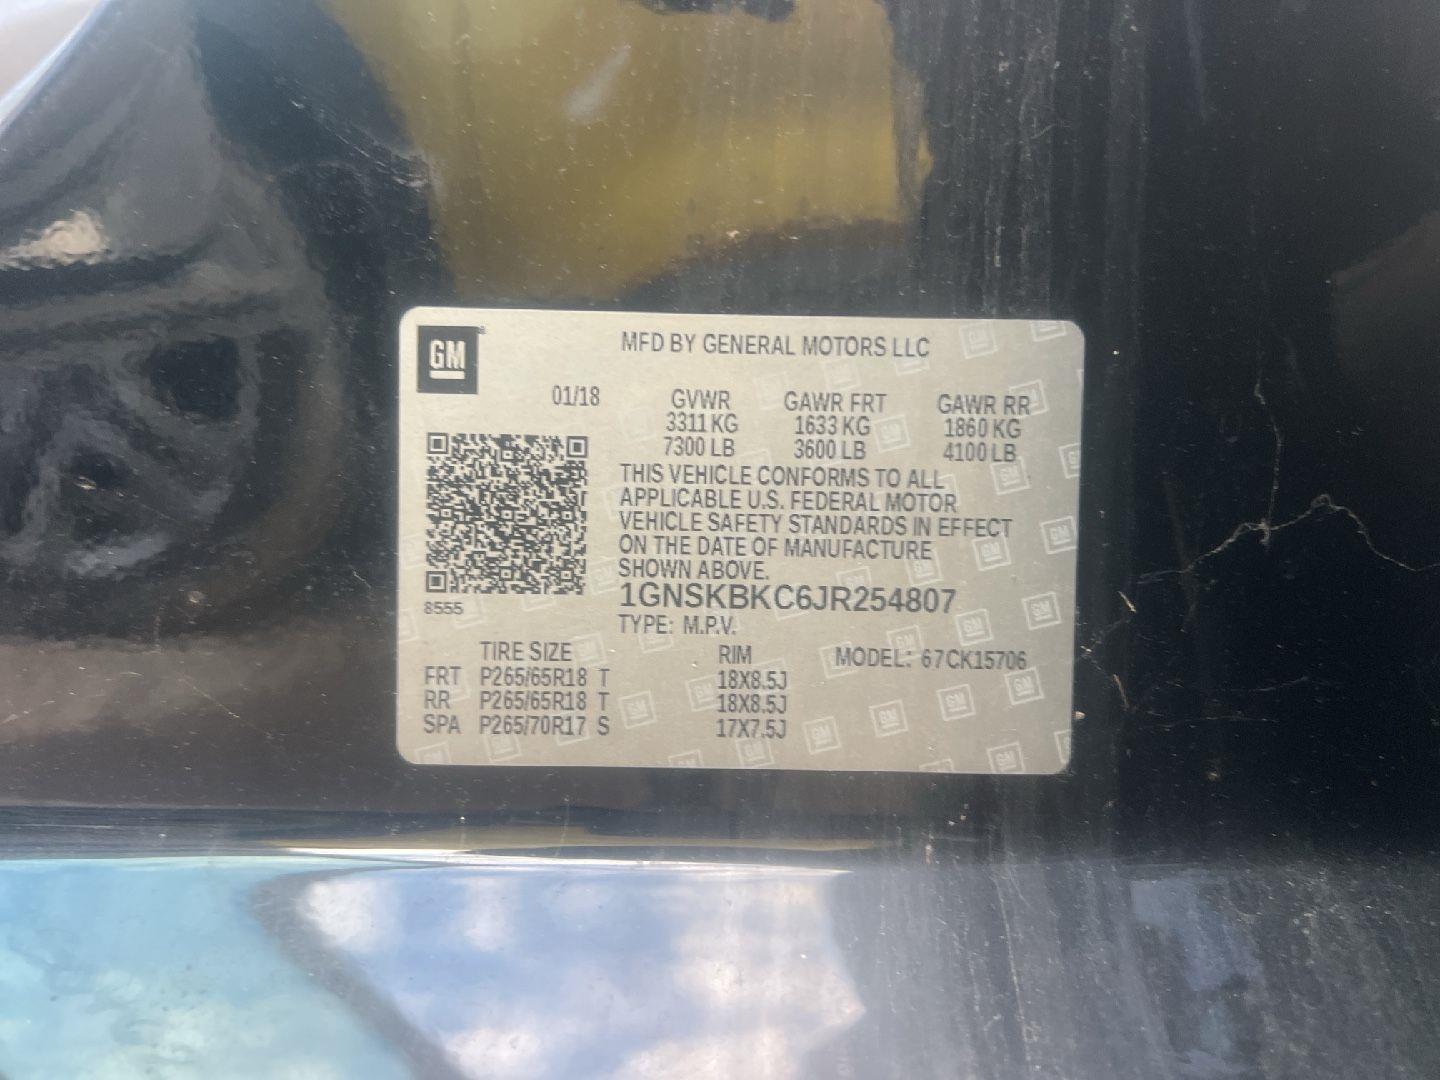 GM
MFD BY GENERAL MOTORS LLC
01/18 GVWR GAWR FRT GAWR RR
3311 KG 1633 KG 1860 KG
7300 LB 3600 LB 4100 LB
THIS VEHICLE CONFORMS TO ALL
APPLICABLE U.S. FEDERAL MOTOR
VEHICLE SAFETY STANDARDS IN EFFECT
ON THE DATE OF MANUFACTURE
SHOWN ABOVE.
1GNSKBKC6JR254807
8555
TYPE: M.P.V.
TIRE SIZE RIM MODEL: 67CK15706
FRT P265/65R18 T 18X8.5J
RR P265/65R18 T 18X8.5J
SPA P265/70R17 S 17X7.5J